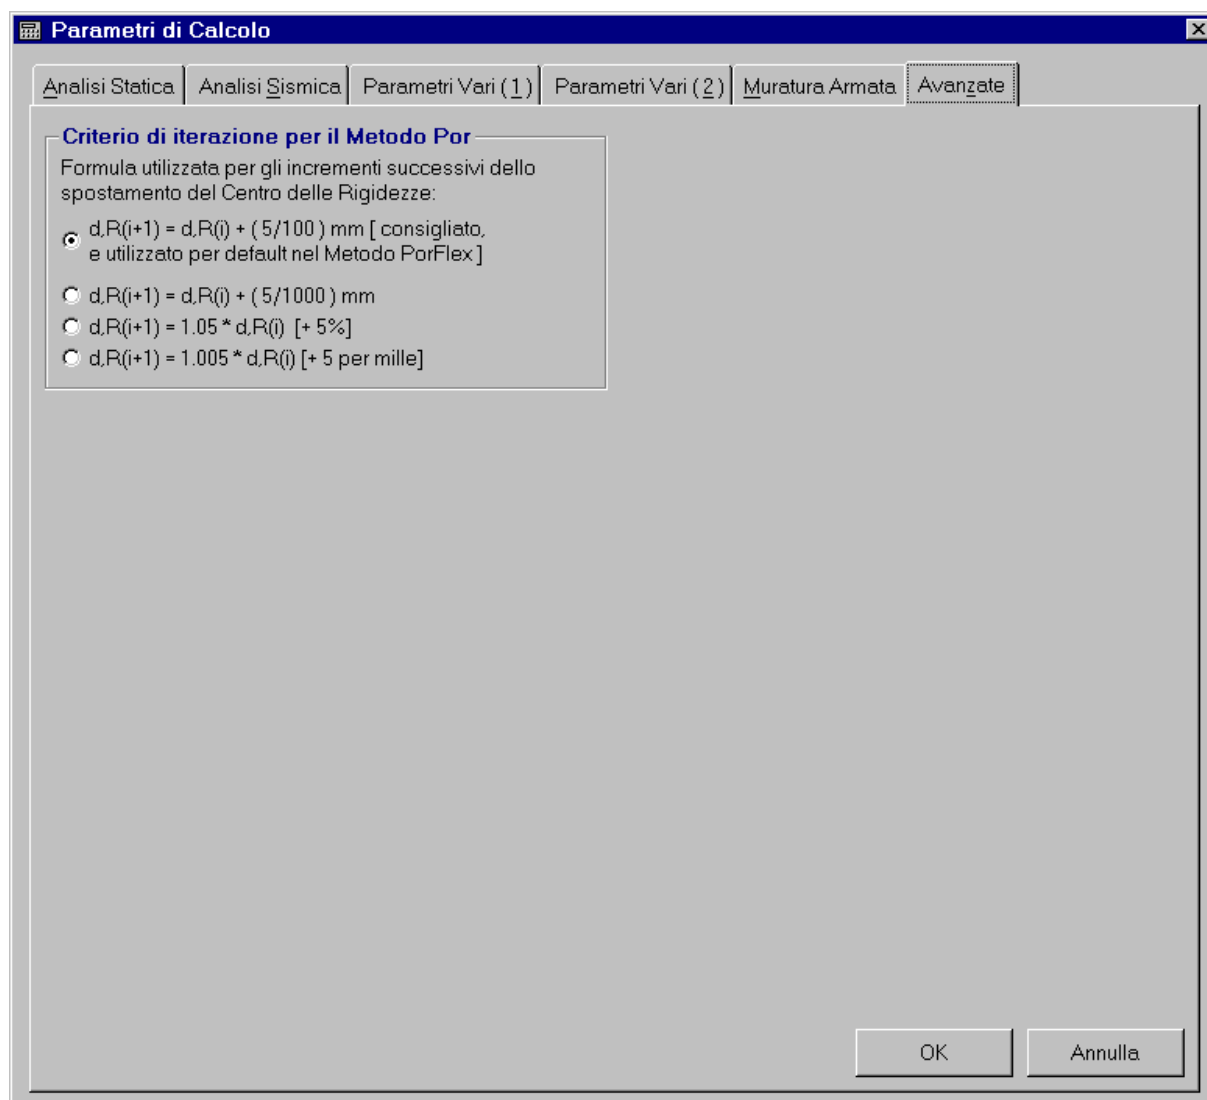 Parametri di Calcolo
Analisi Statica Analisi Sismica Parametri Vari (1) Parametri Vari (2) Muratura Armata Avanzate
Criterio di iterazione per il Metodo Por
Formula utilizzata per gli incrementi successivi dello
spostamento del Centro delle Rigidezze:
d,R(i+1) = d,R(i) + ( 5/100 ) mm [ consigliato,
e utilizzato per default nel Metodo PorFlex ]
d,R(i+1) = d,R(i) + ( 5/1000 ) mm
d,R(i+1) = 1.05 * d,R(i) [+ 5%]
d,R(i+1) = 1.005 * d,R(i) [+ 5 per mille]
OK Annulla